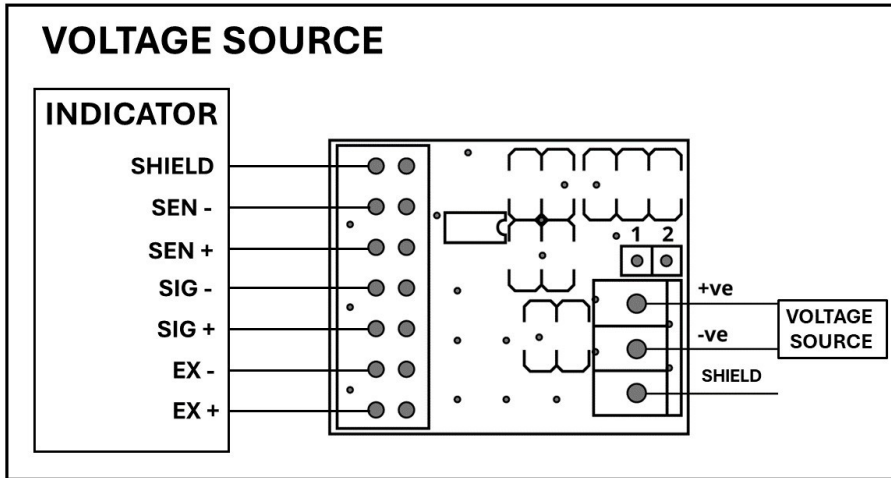 VOLTAGE SOURCE
INDICATOR
SHIELD
SEN -
SEN +
SIG -
SIG +
EX -
EX +
1 2
+ve
-ve
SHIELD
VOLTAGE
SOURCE